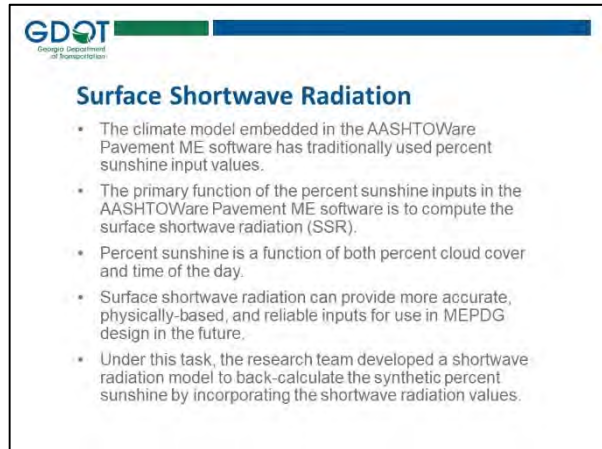 GDOT
Georgia Department
of Transportation
Surface Shortwave Radiation
• The climate model embedded in the AASHTOWare
Pavement ME software has traditionally used percent
sunshine input values.
• The primary function of the percent sunshine inputs in the
AASHTOWare Pavement ME software is to compute the
surface shortwave radiation (SSR).
• Percent sunshine is a function of both percent cloud cover
and time of the day.
• Surface shortwave radiation can provide more accurate,
physically-based, and reliable inputs for use in MEPDG
design in the future.
• Under this task, the research team developed a shortwave
radiation model to back-calculate the synthetic percent
sunshine by incorporating the shortwave radiation values.